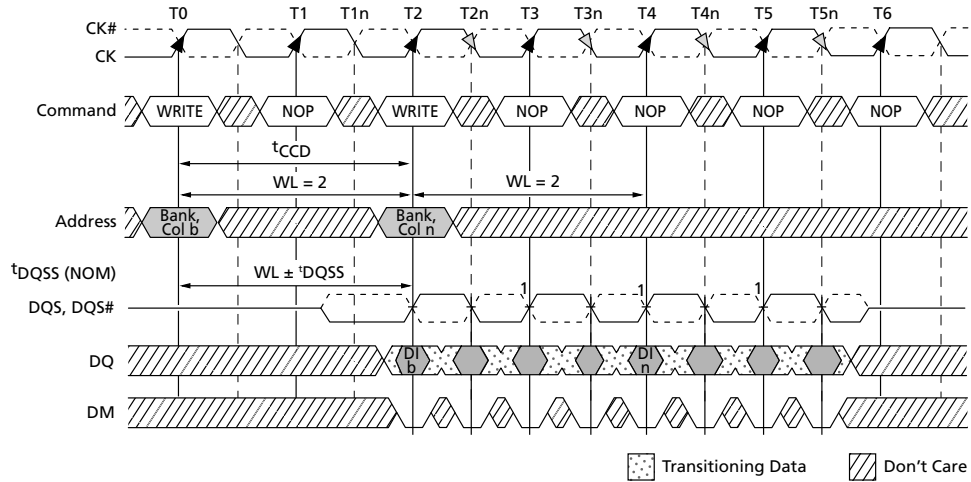 T0 T1 T1n T2 T2n T3 T3n T4 T4n T5 T5n T6
CK#
CK
Command WRITE NOP WRITE NOP NOP NOP NOP
tCCD
WL = 2 WL = 2
Address Bank, Col b Bank, Col n
tDQSS (NOM)
WL ± tDQSS
DQS, DQS# 1 1 1
DQ DI b DI n
DM
Transitioning Data Don't Care